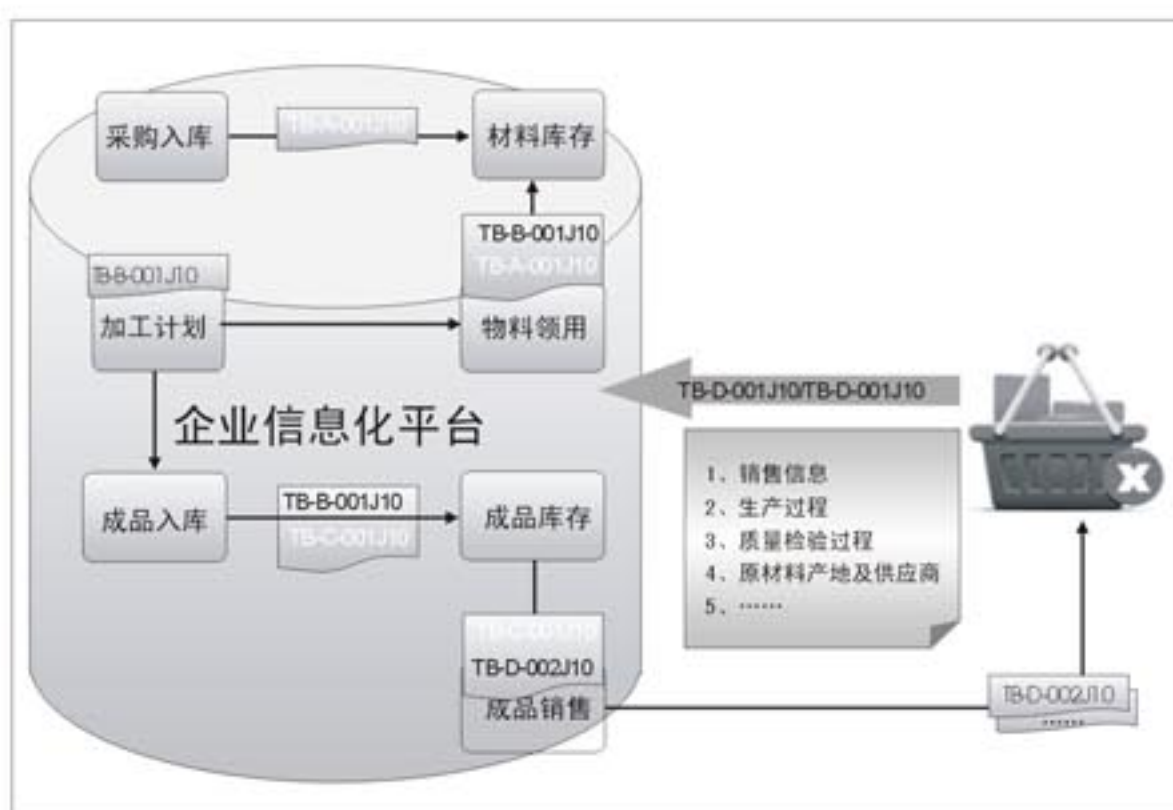 采购入库
TB-A-001J10
材料库存
TB-B-001J10
TB-A-001J10
TB-B-001J10
加工计划
物料领用
TB-D-001J10/TB-D-001J10
企业信息化平台
1、销售信息
2、生产过程
3、质量检验过程
4、原材料产地及供应商
5、……
成品入库
TB-B-001J10
TB-C-001J10
成品库存
TB-C-001J10
TB-D-002J10
成品销售
TB-D-002J10
……